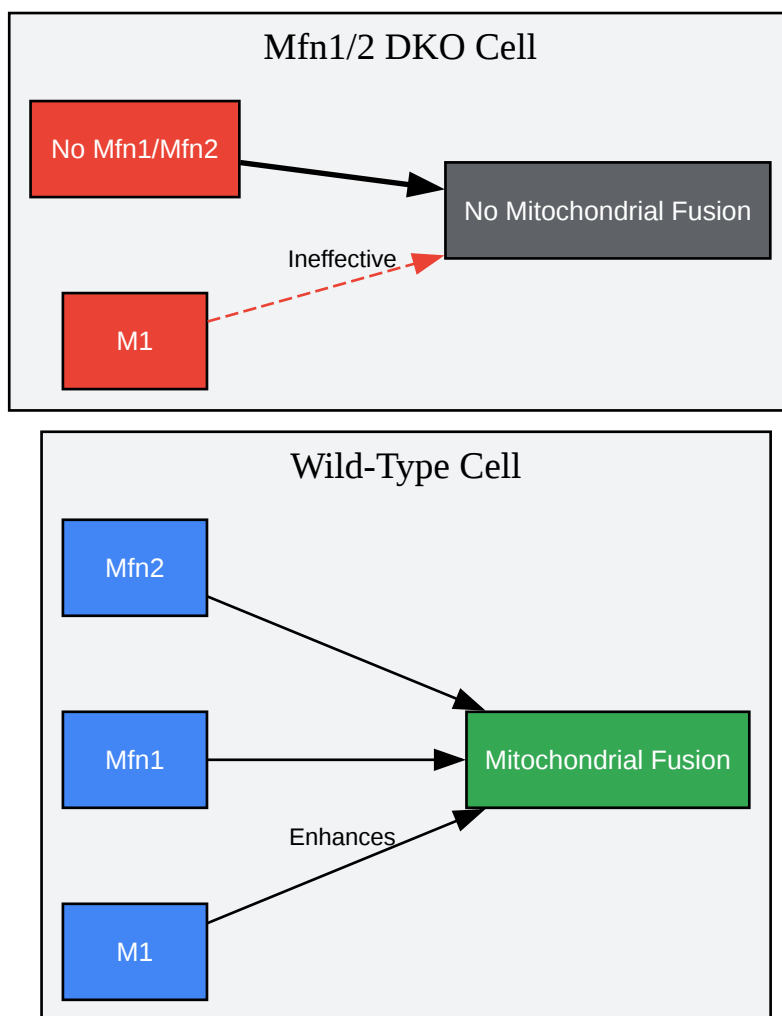 Mfn1/2 DKO Cell
No Mfn1/Mfn2
No Mitochondrial Fusion
Ineffective
M1
Wild-Type Cell
Mfn2
Mfn1
Mitochondrial Fusion
Enhances
M1